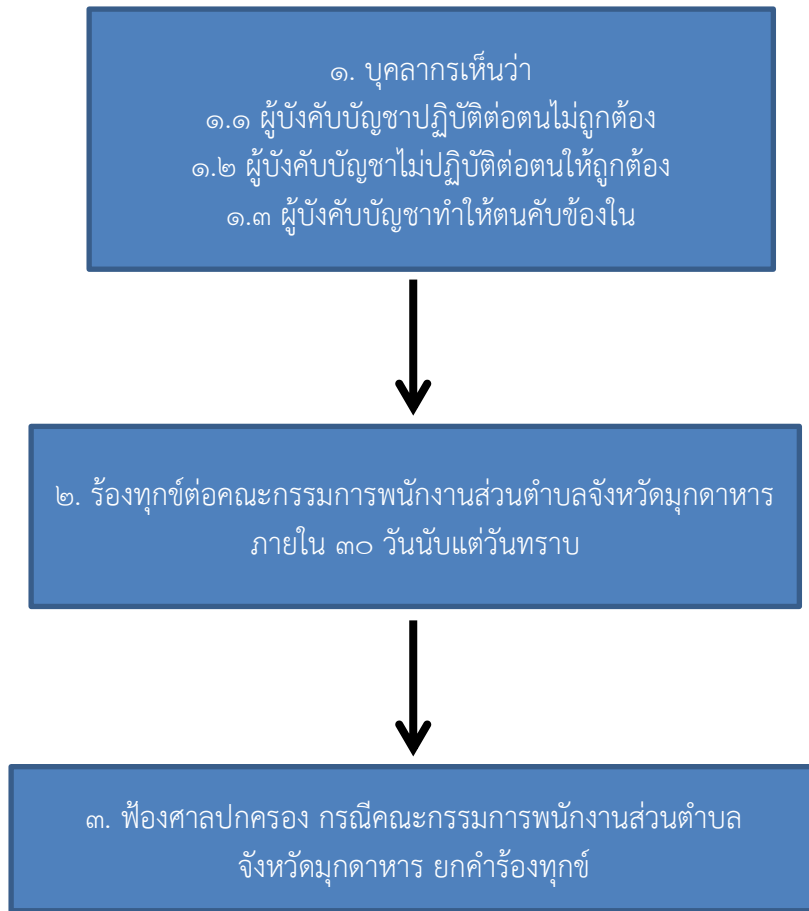 ๑. บุคลากรเห็นว่า
๑.๑ ผู้บังคับบัญชาปฏิบัติต่อตนไม่ถูกต้อง
๑.๒ ผู้บังคับบัญชาไม่ปฏิบัติต่อตนให้ถูกต้อง
๑.๓ ผู้บังคับบัญชาทำให้ตนคับข้องใน
๒. ร้องทุกข์ต่อคณะกรรมการพนักงานส่วนตำบลจังหวัดมุกดาหาร
ภายใน ๓๐ วันนับแต่วันทราบ
๓. ฟ้องศาลปกครอง กรณีคณะกรรมการพนักงานส่วนตำบล
จังหวัดมุกดาหาร ยกคำร้องทุกข์